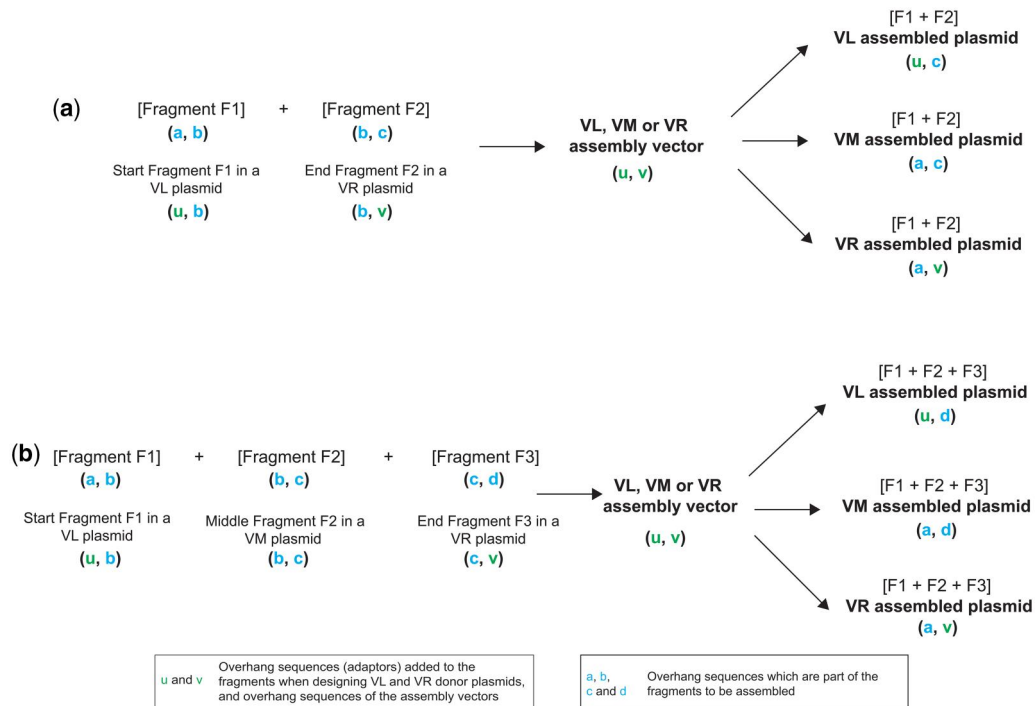 (a)
[Fragment F1] + [Fragment F2]
(a, b) (b, c)
Start Fragment F1 in a
VL plasmid
(u, b)
End Fragment F2 in a
VR plasmid
(b, v)
VL, VM or VR
assembly vector
(u, v)
[F1 + F2]
VL assembled plasmid
(u, c)
[F1 + F2]
VM assembled plasmid
(a, c)
[F1 + F2]
VR assembled plasmid
(a, v)
(b)
[Fragment F1] + [Fragment F2] + [Fragment F3]
(a, b) (b, c) (c, d)
Start Fragment F1 in a
VL plasmid
(u, b)
Middle Fragment F2 in a
VM plasmid
(b, c)
End Fragment F3 in a
VR plasmid
(c, v)
VL, VM or VR
assembly vector
(u, v)
[F1 + F2 + F3]
VL assembled plasmid
(u, d)
[F1 + F2 + F3]
VM assembled plasmid
(a, d)
[F1 + F2 + F3]
VR assembled plasmid
(a, v)
u and v
Overhang sequences (adaptors) added to the
fragments when designing VL and VR donor plasmids,
and overhang sequences of the assembly vectors
a, b,
c and d
Overhang sequences which are part of the
fragments to be assembled